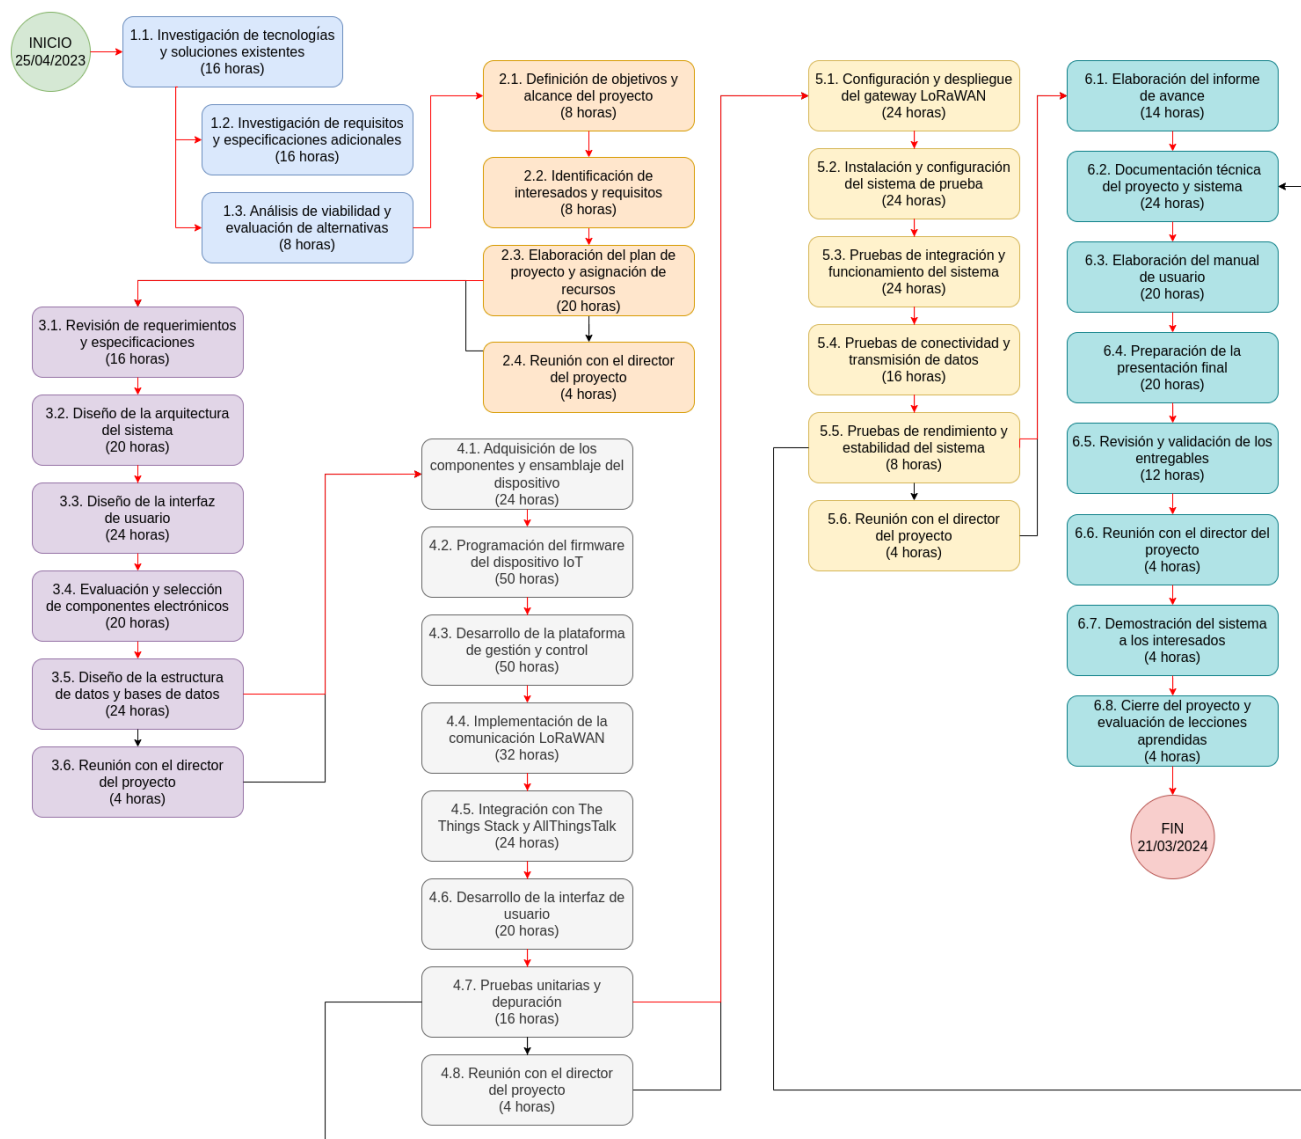 INICIO
25/04/2023
1.1. Investigación de tecnologías
y soluciones existentes
(16 horas)
1.2. Investigación de requisitos
y especificaciones adicionales
(16 horas)
1.3. Análisis de viabilidad y
evaluación de alternativas
(8 horas)
2.1. Definición de objetivos y
alcance del proyecto
(8 horas)
2.2. Identificación de
interesados y requisitos
(8 horas)
2.3. Elaboración del plan de
proyecto y asignación de
recursos
(20 horas)
2.4. Reunión con el director
del proyecto
(4 horas)
3.1. Revisión de requerimientos
y especificaciones
(16 horas)
3.2. Diseño de la arquitectura
del sistema
(20 horas)
3.3. Diseño de la interfaz
de usuario
(24 horas)
3.4. Evaluación y selección
de componentes electrónicos
(20 horas)
3.5. Diseño de la estructura
de datos y bases de datos
(24 horas)
3.6. Reunión con el director
del proyecto
(4 horas)
4.1. Adquisición de los
componentes y ensamblaje del
dispositivo
(24 horas)
4.2. Programación del firmware
del dispositivo IoT
(50 horas)
4.3. Desarrollo de la plataforma
de gestión y control
(50 horas)
4.4. Implementación de la
comunicación LoRaWAN
(32 horas)
4.5. Integración con The
Things Stack y AllThingsTalk
(24 horas)
4.6. Desarrollo de la interfaz de
usuario
(20 horas)
4.7. Pruebas unitarias y
depuración
(16 horas)
4.8. Reunión con el director
del proyecto
(4 horas)
5.1. Configuración y despliegue
del gateway LoRaWAN
(24 horas)
5.2. Instalación y configuración
del sistema de prueba
(24 horas)
5.3. Pruebas de integración y
funcionamiento del sistema
(24 horas)
5.4. Pruebas de conectividad y
transmisión de datos
(16 horas)
5.5. Pruebas de rendimiento y
estabilidad del sistema
(8 horas)
5.6. Reunión con el director
del proyecto
(4 horas)
6.1. Elaboración del informe
de avance
(14 horas)
6.2. Documentación técnica
del proyecto y sistema
(24 horas)
6.3. Elaboración del manual
de usuario
(20 horas)
6.4. Preparación de la
presentación final
(20 horas)
6.5. Revisión y validación de los
entregables
(12 horas)
6.6. Reunión con el director del
proyecto
(4 horas)
6.7. Demostración del sistema
a los interesados
(4 horas)
6.8. Cierre del proyecto y
evaluación de lecciones
aprendidas
(4 horas)
FIN
21/03/2024